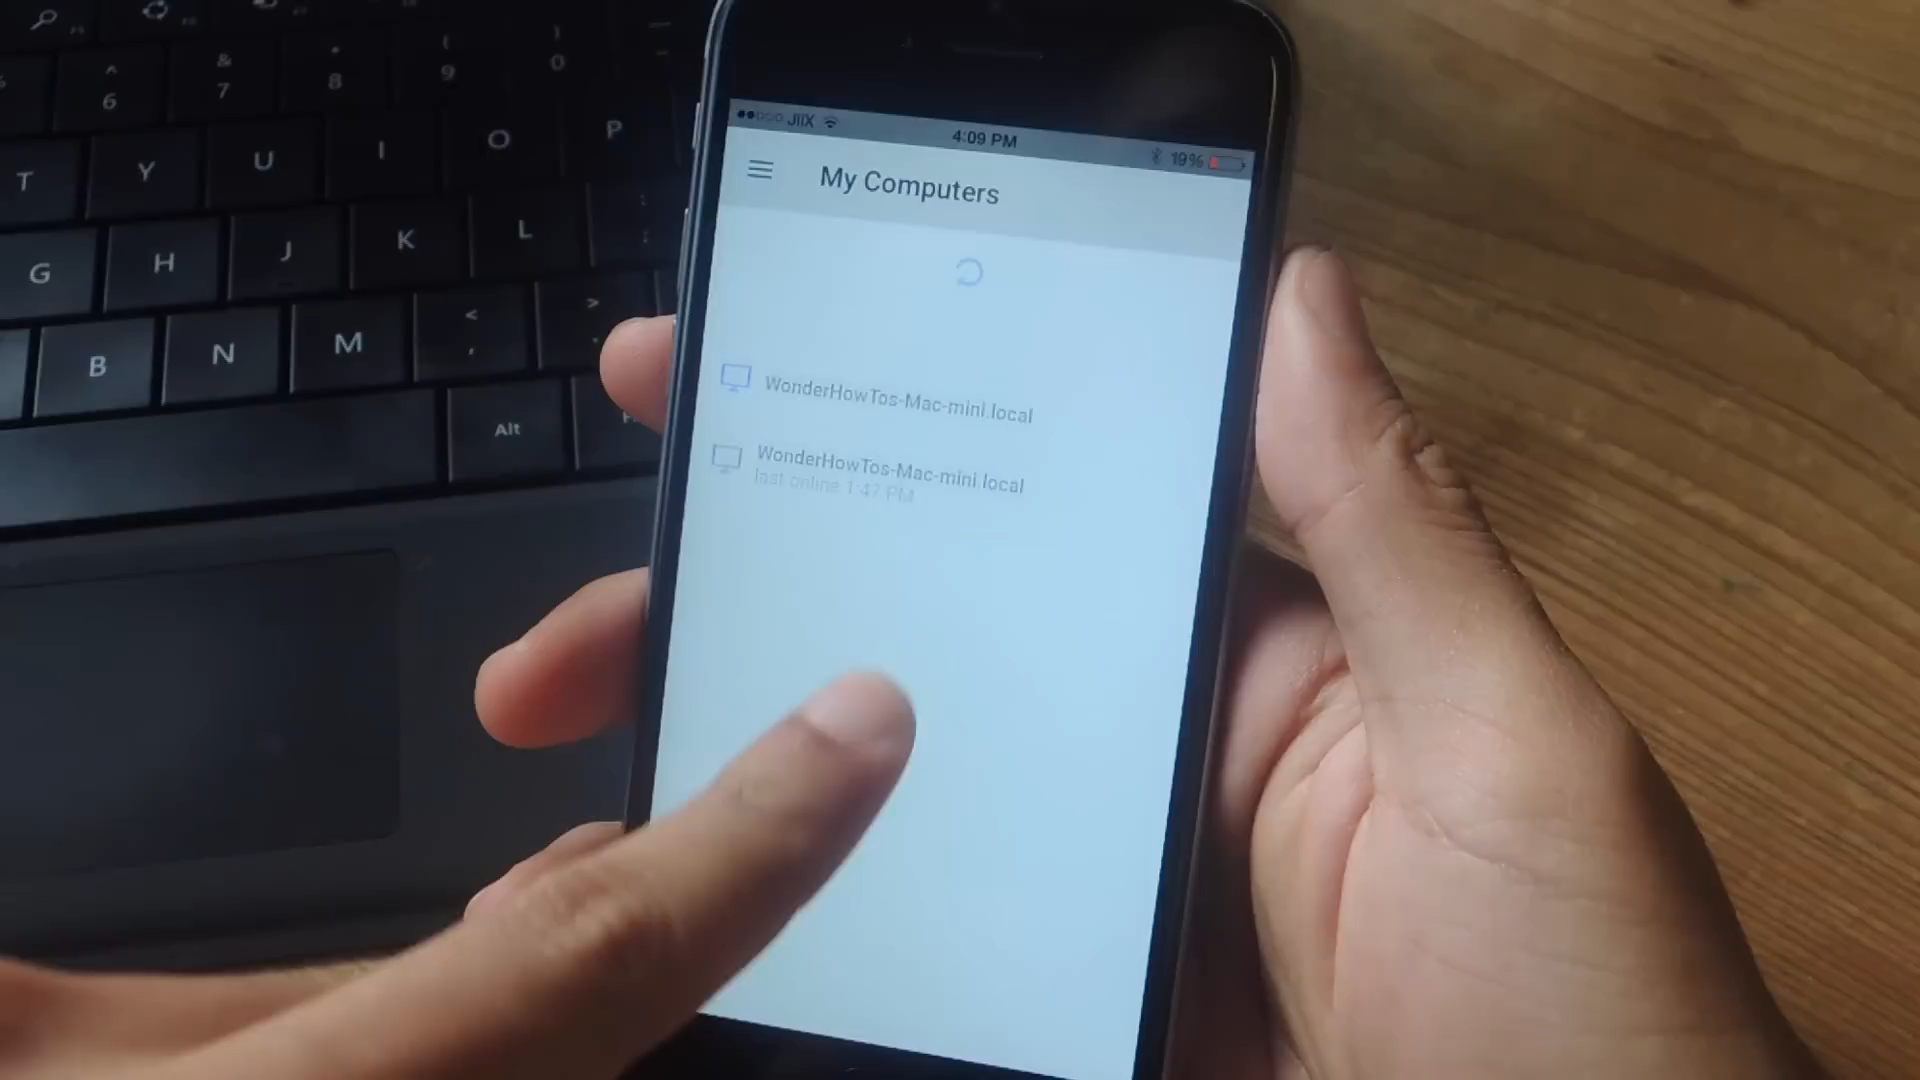 ^ & * ( )
6 7 8 9 0
T Y U I O P
G H J K L : ;
B N M < , >
Alt
JIIX 4:09 PM 19%
My Computers
WonderHowTos-Mac-mini.local
WonderHowTos-Mac-mini.local
last online 1:47 PM